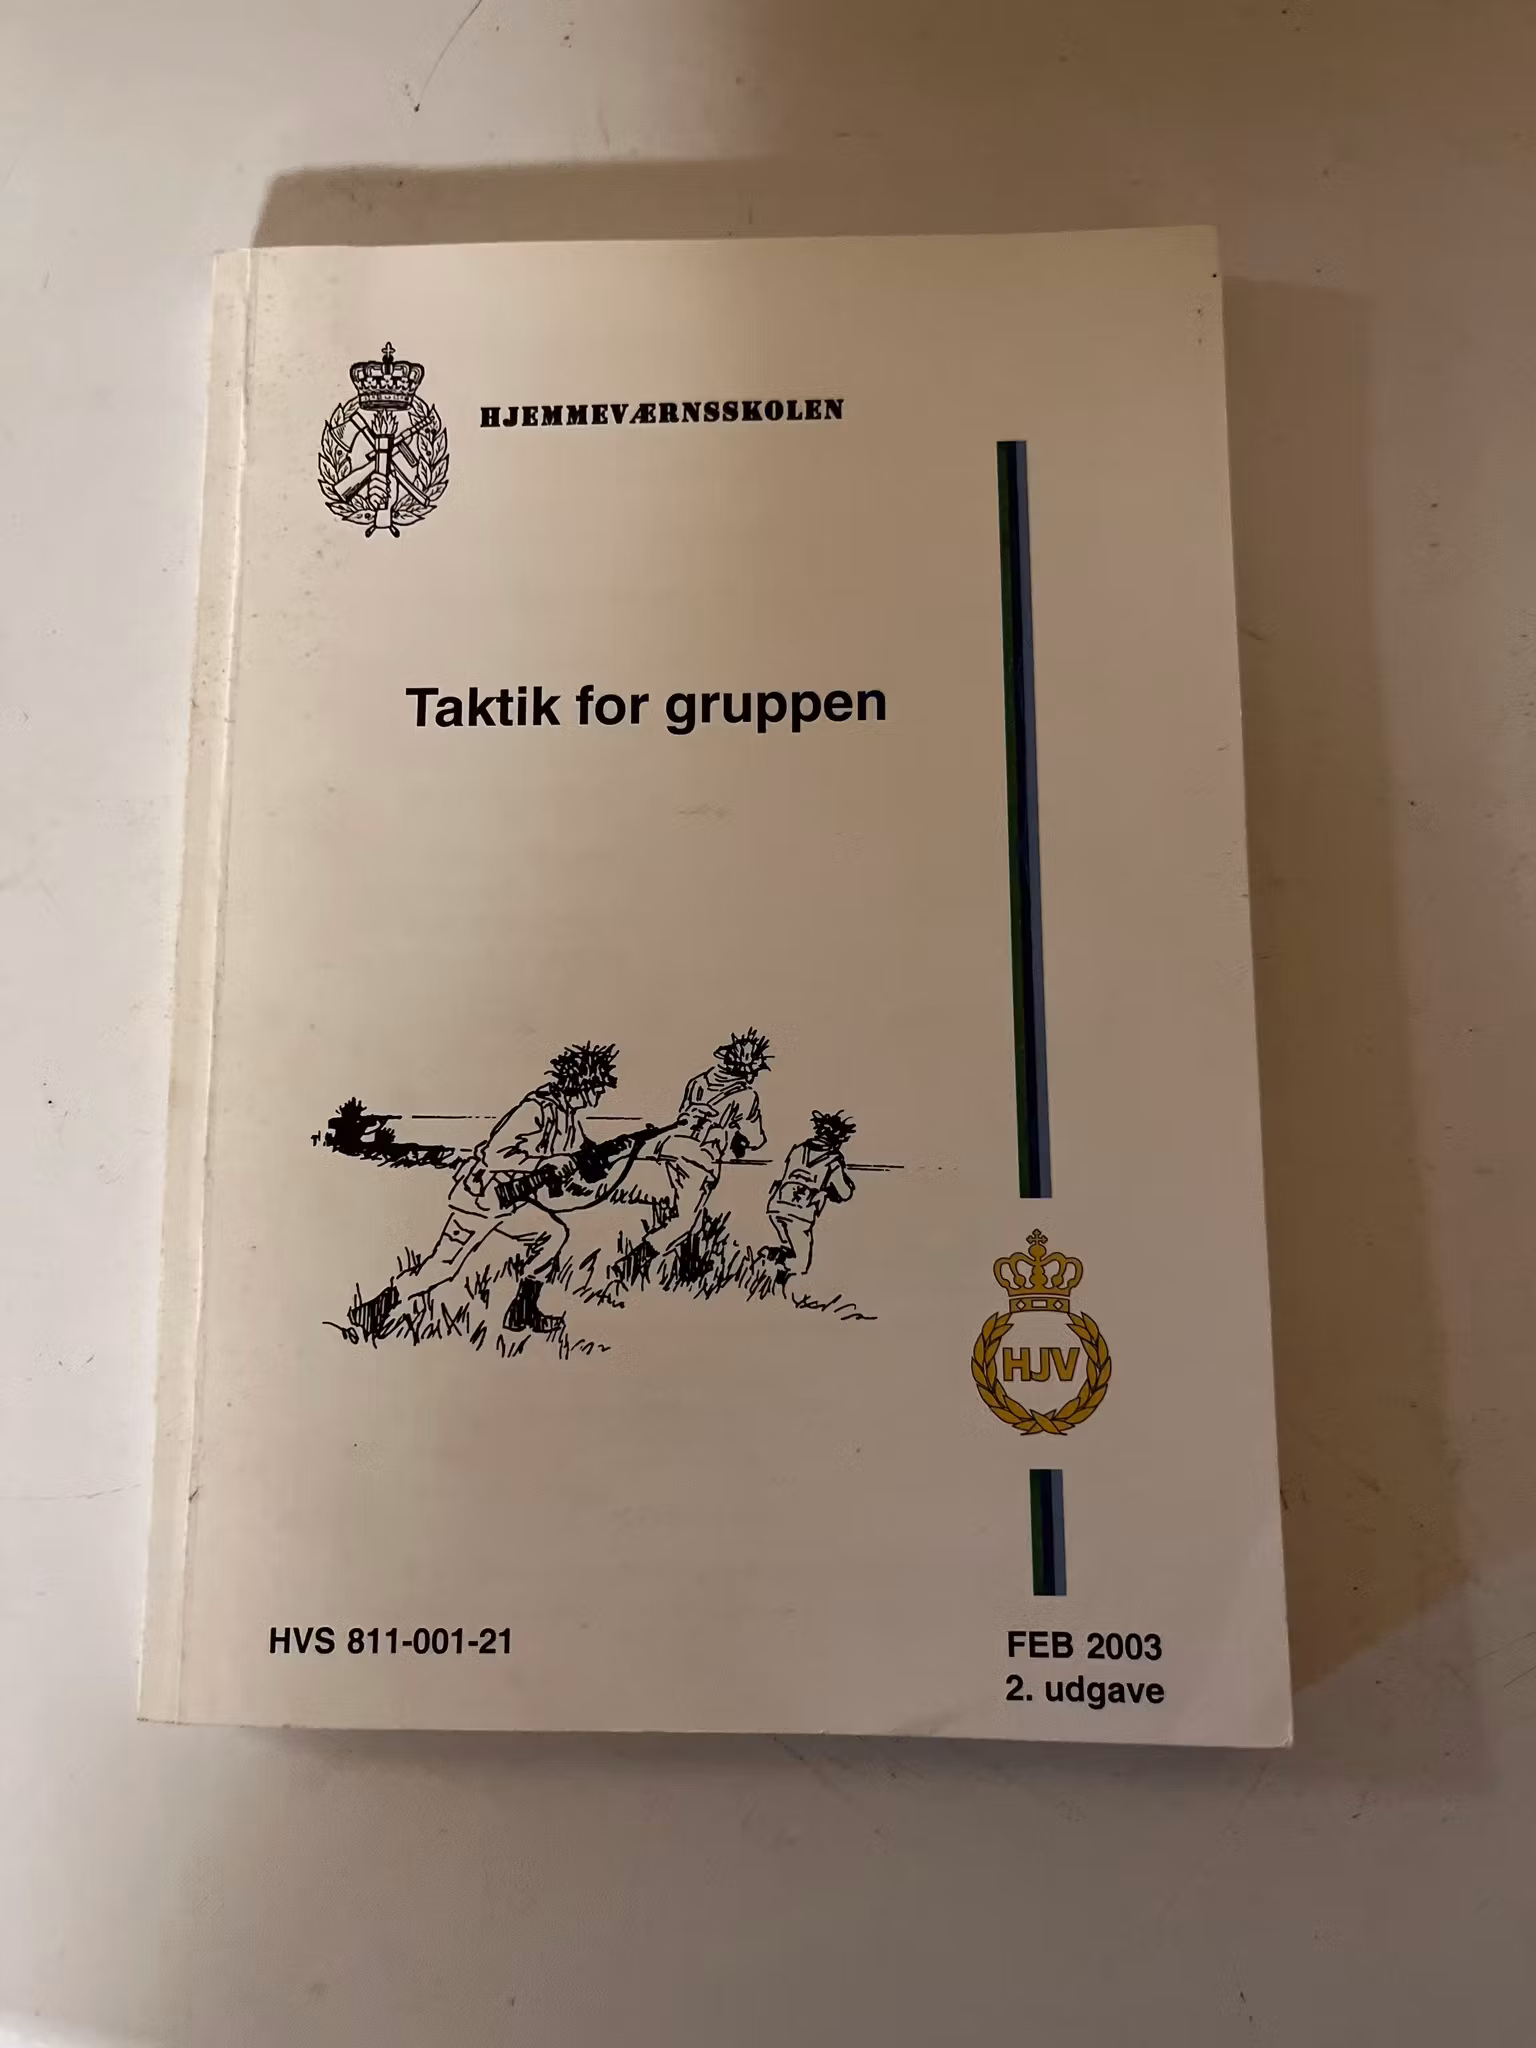 HJEMMEVÆRNSSKOLEN
Taktik for gruppen
HJV
HVS 811-001-21
FEB 2003
2. udgave